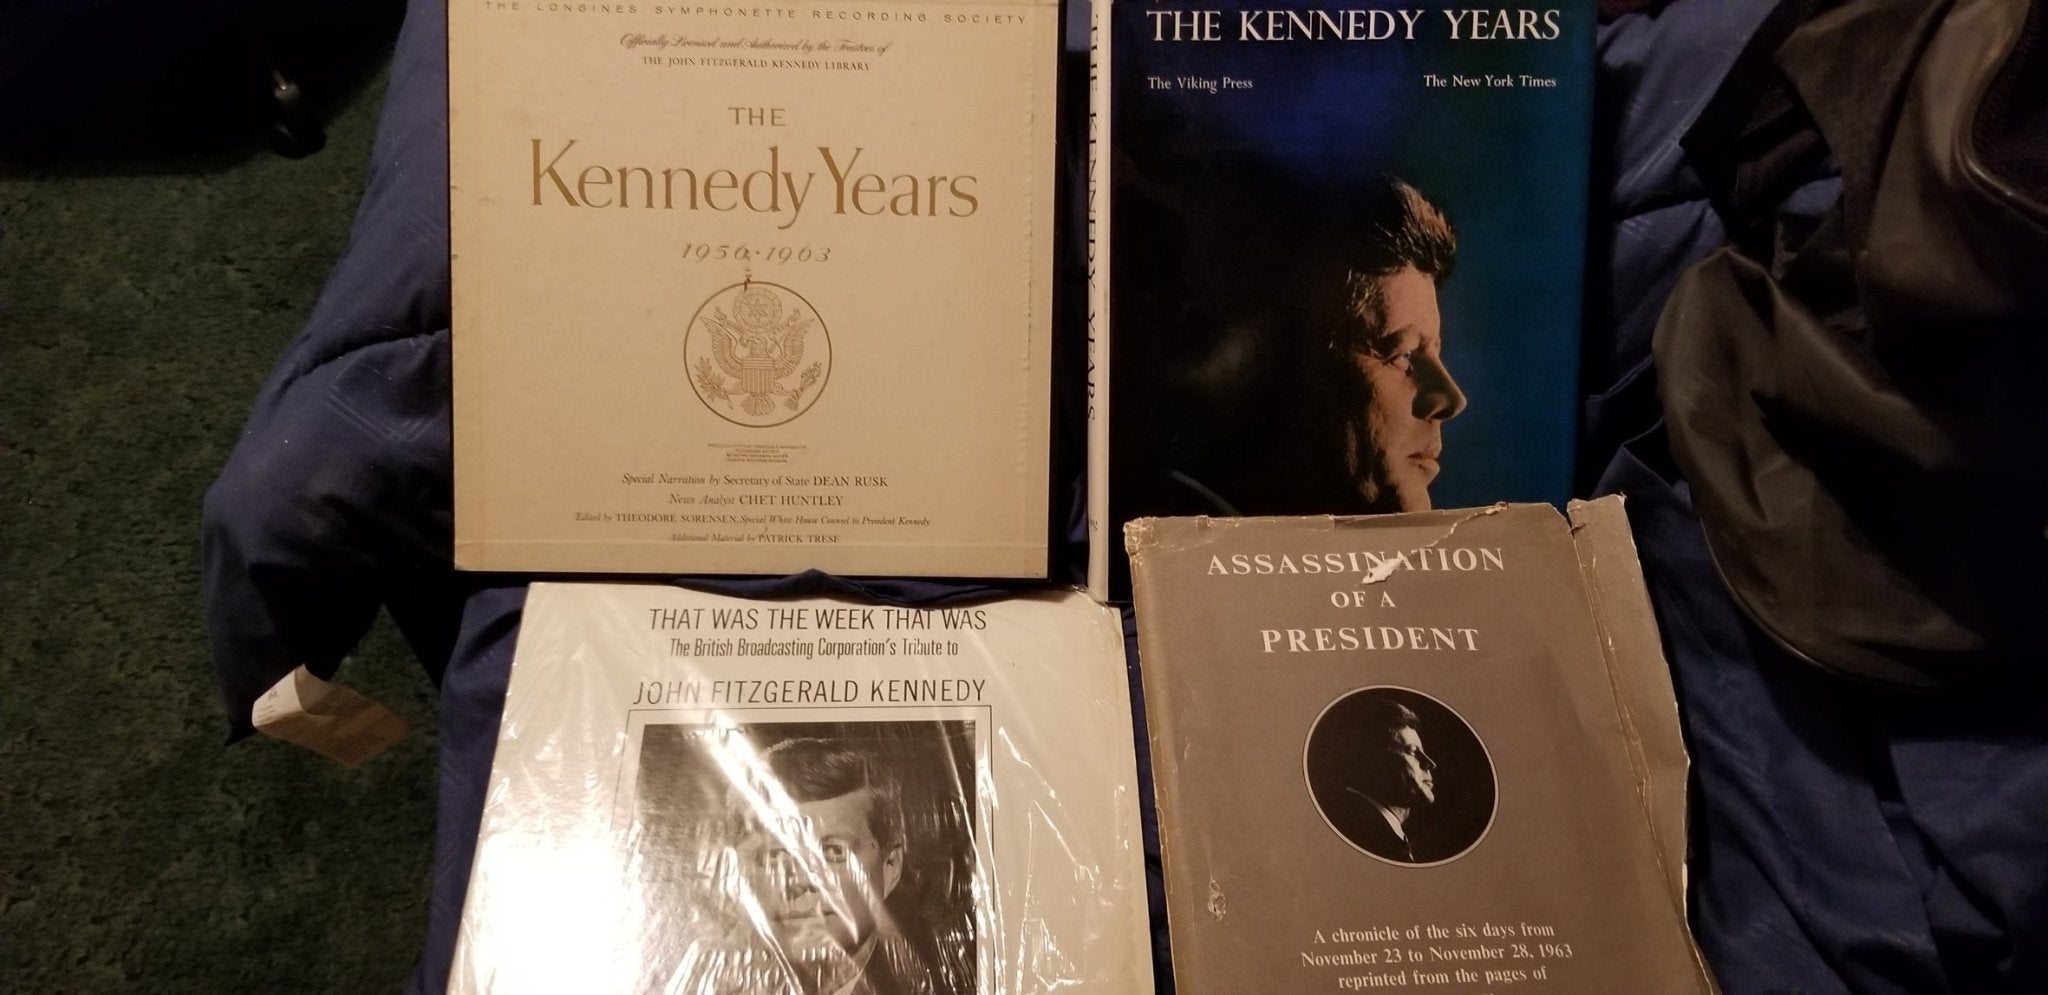 THE LONGINES SYMPHONETTE RECORDING SOCIETY
Officially Licensed and Authorized by the Trustees of
THE JOHN FITZGERALD KENNEDY LIBRARY
THE
Kennedy Years
1956·1963
Special Narration by Secretary of State DEAN RUSK
News Analyst CHET HUNTLEY
Edited by THEODORE SORENSEN, Special White House Counsel to President Kennedy
Additional Material by PATRICK TRESE
THE KENNEDY YEARS
THE KENNEDY YEARS
The Viking Press
The New York Times
THAT WAS THE WEEK THAT WAS
The British Broadcasting Corporation's Tribute to
JOHN FITZGERALD KENNEDY
ASSASSINATION
OF A
PRESIDENT
A chronicle of the six days from
November 23 to November 28, 1963
reprinted from the pages of